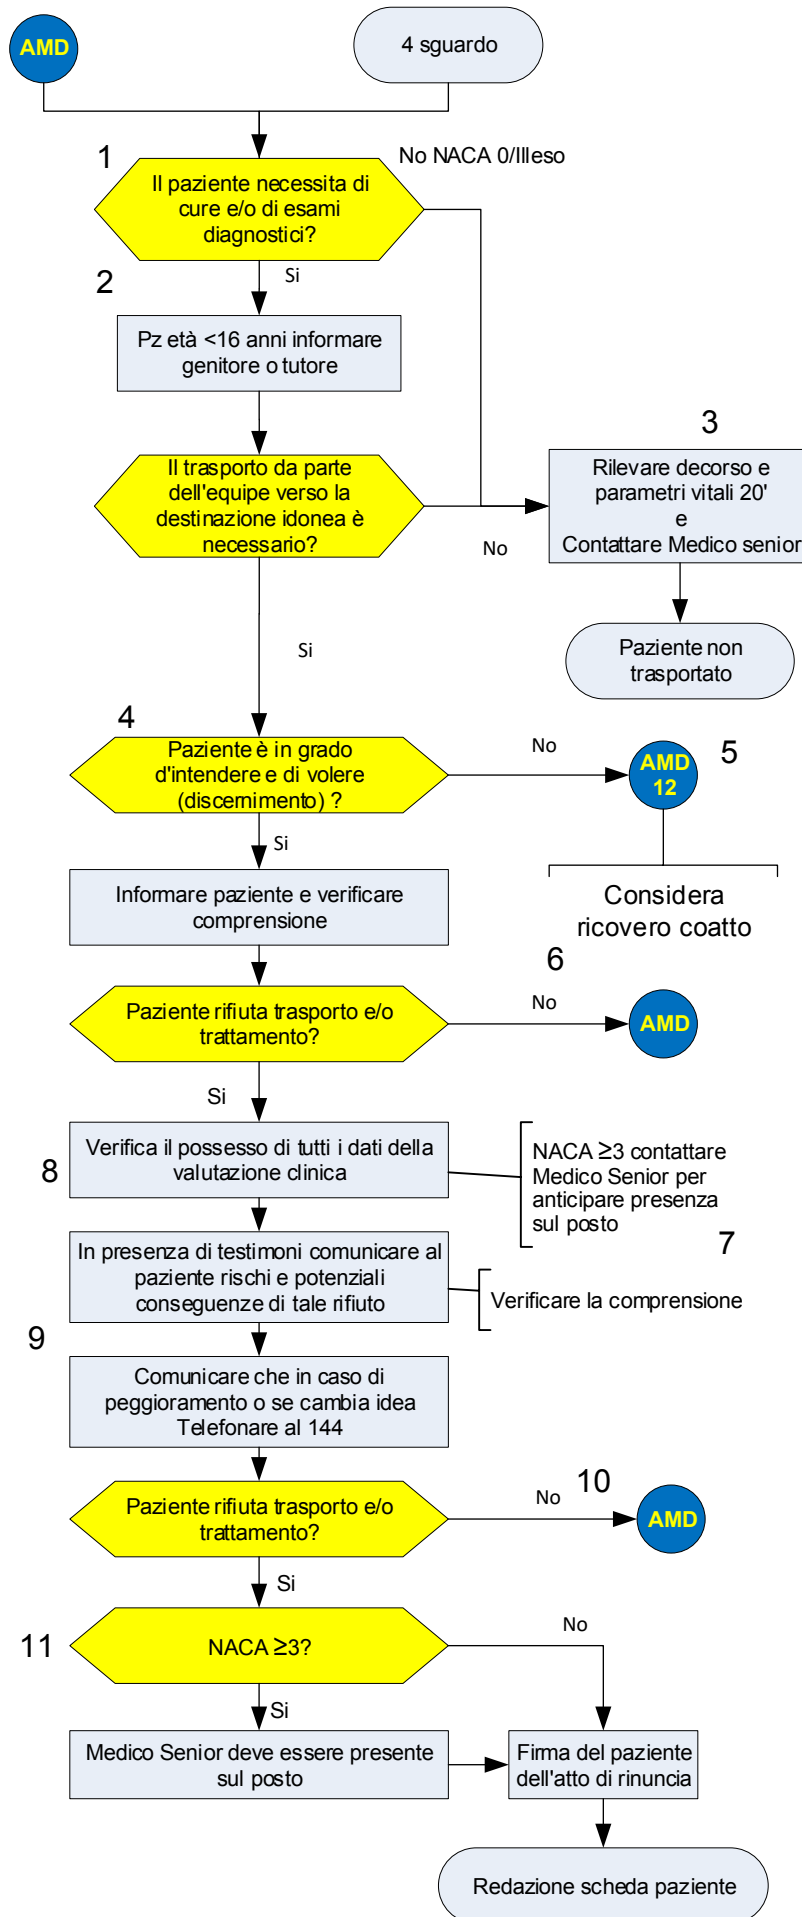 AMD
4 sguardo
1
No NACA 0/Illeso
Il paziente necessita di
cure e/o di esami
diagnostici?
Si
2
Pz età <16 anni informare
genitore o tutore
3
Il trasporto da parte
dell'equipe verso la
destinazione idonea è
necessario?
No
Rilevare decorso e
parametri vitali 20'
e
Contattare Medico senior
Paziente non
trasportato
Si
4
Paziente è in grado
d'intendere e di volere
(discernimento) ?
No
AMD
12
5
Si
Considera
ricovero coatto
Informare paziente e verificare
comprensione
6
Paziente rifiuta trasporto e/o
trattamento?
No
AMD
Si
8
Verifica il possesso di tutti i dati della
valutazione clinica
NACA ≥3 contattare
Medico Senior per
anticipare presenza
sul posto
7
In presenza di testimoni comunicare al
paziente rischi e potenziali
conseguenze di tale rifiuto
Verificare la comprensione
9
Comunicare che in caso di
peggioramento o se cambia idea
Telefonare al 144
10
Paziente rifiuta trasporto e/o
trattamento?
No
AMD
Si
11
NACA ≥3?
No
Si
Medico Senior deve essere presente
sul posto
Firma del paziente
dell'atto di rinuncia
Redazione scheda paziente